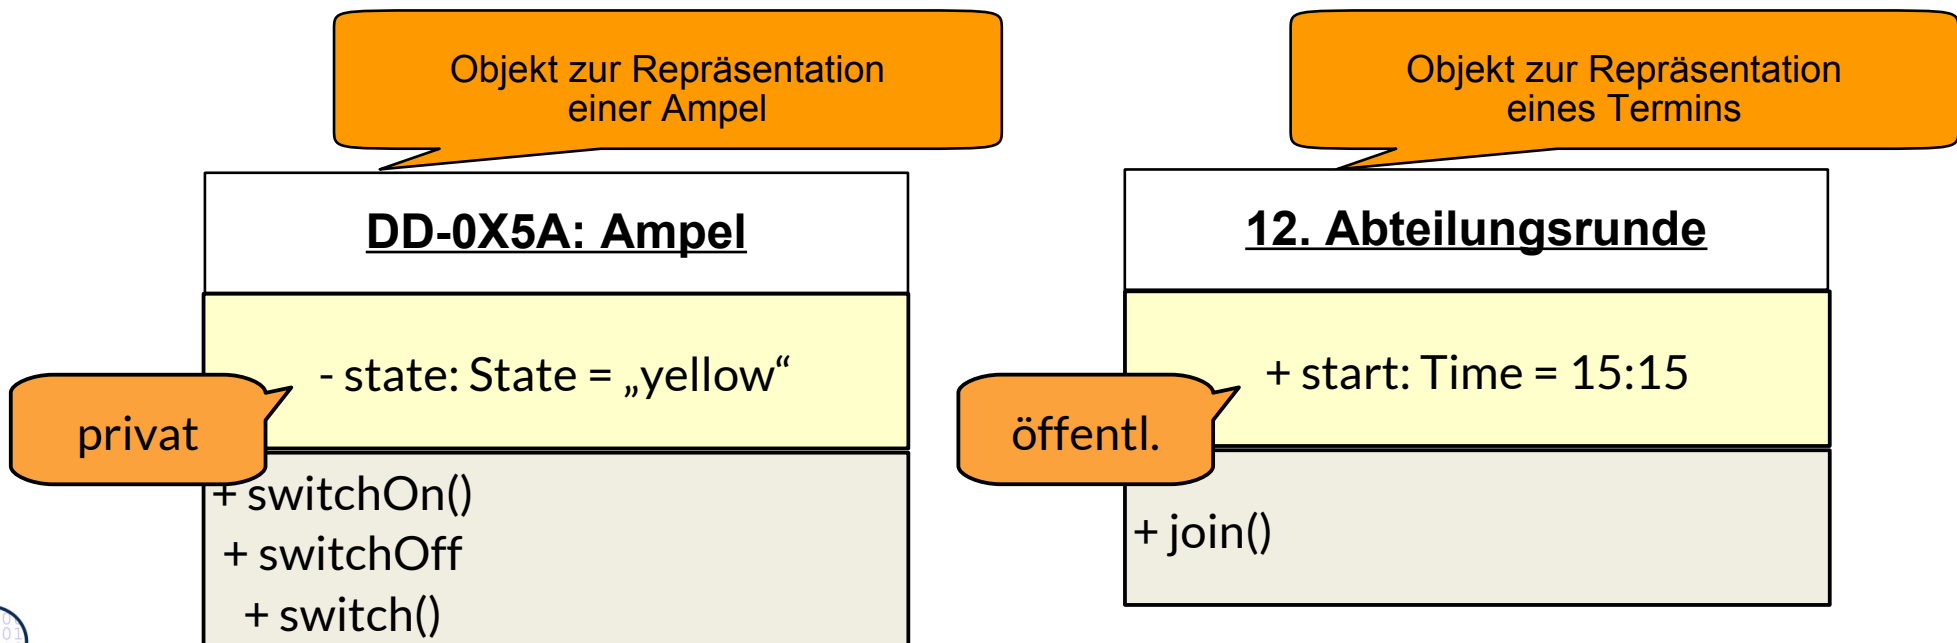 Objekt zur Repräsentation
einer Ampel
Objekt zur Repräsentation
eines Termins
DD-0X5A: Ampel
12. Abteilungsrunde
- state: State = „yellow“
+ start: Time = 15:15
privat
öffentl.
+ switchOn()
+ switchOff
+ switch()
+ join()